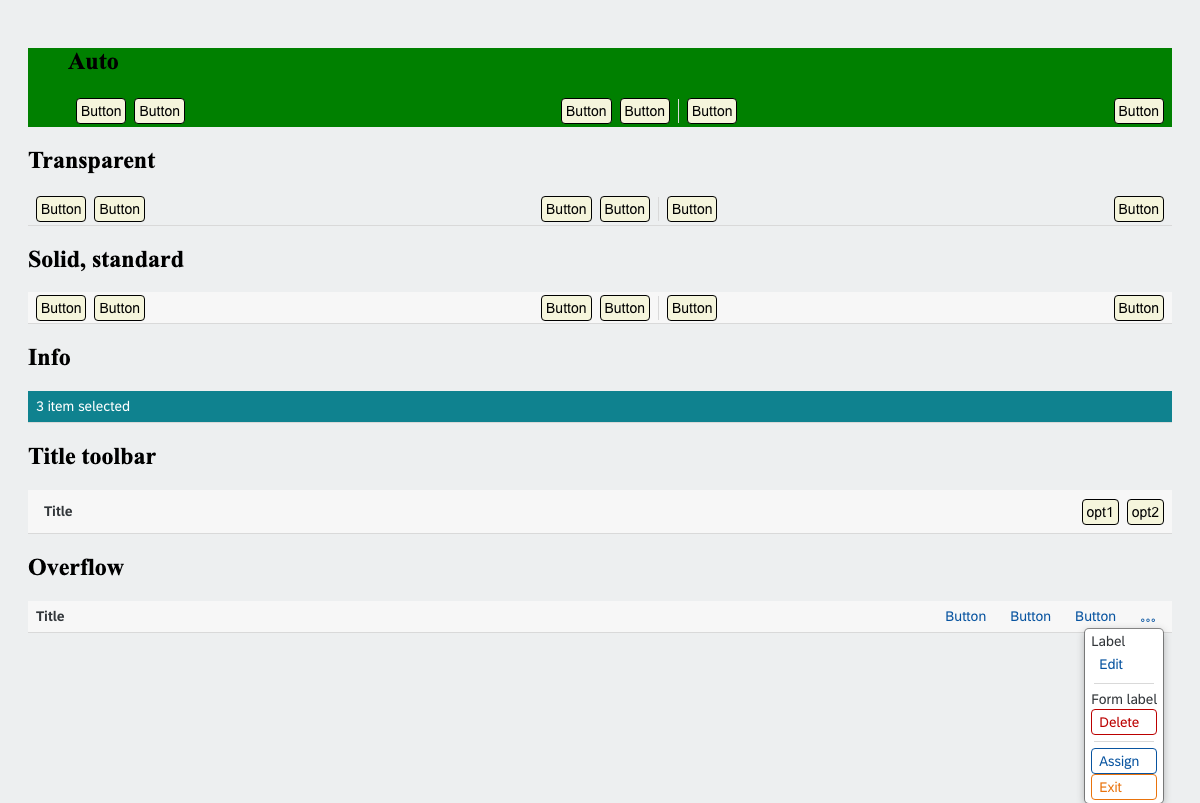 Auto
Button Button Button Button Button Button
Transparent
Button Button Button Button Button Button
Solid, standard
Button Button Button Button Button Button
Info
3 item selected
Title toolbar
Title opt1 opt2
Overflow
Title Button Button Button
Label
Edit
Form label
Delete
Assign
Exit